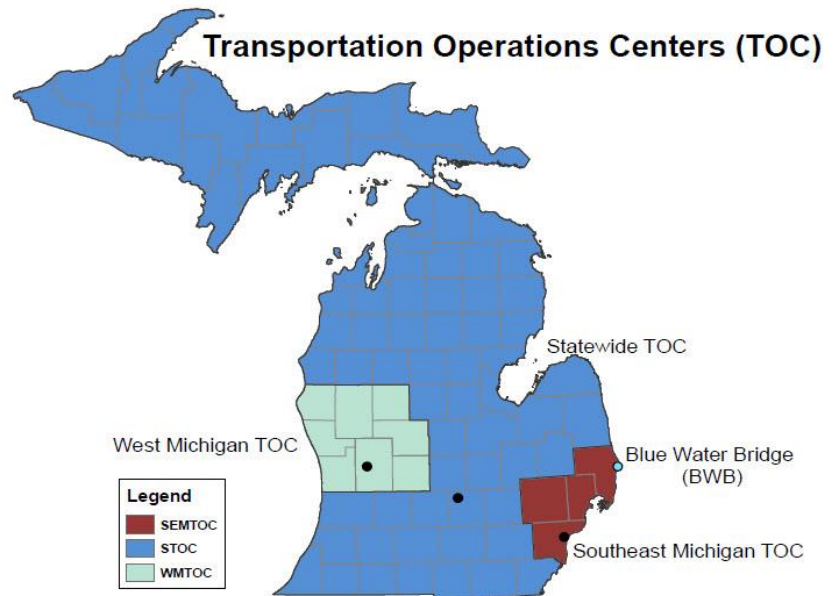 Transportation Operations Centers (TOC)
Statewide TOC
West Michigan TOC
Blue Water Bridge
(BWB)
Legend
SEMTOC
STOC
WMTOC
Southeast Michigan TOC